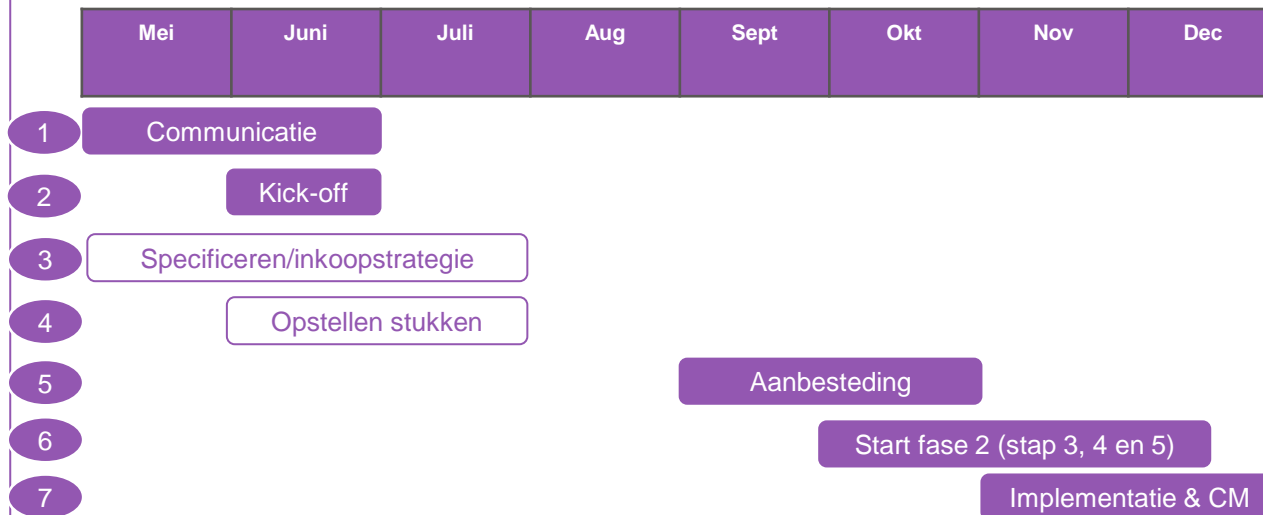 Mei Juni Juli Aug Sept Okt Nov Dec
1 Communicatie
2 Kick-off
3 Specificeren/inkoopstrategie
4 Opstellen stukken
5 Aanbesteding
6 Start fase 2 (stap 3, 4 en 5)
7 Implementatie & CM